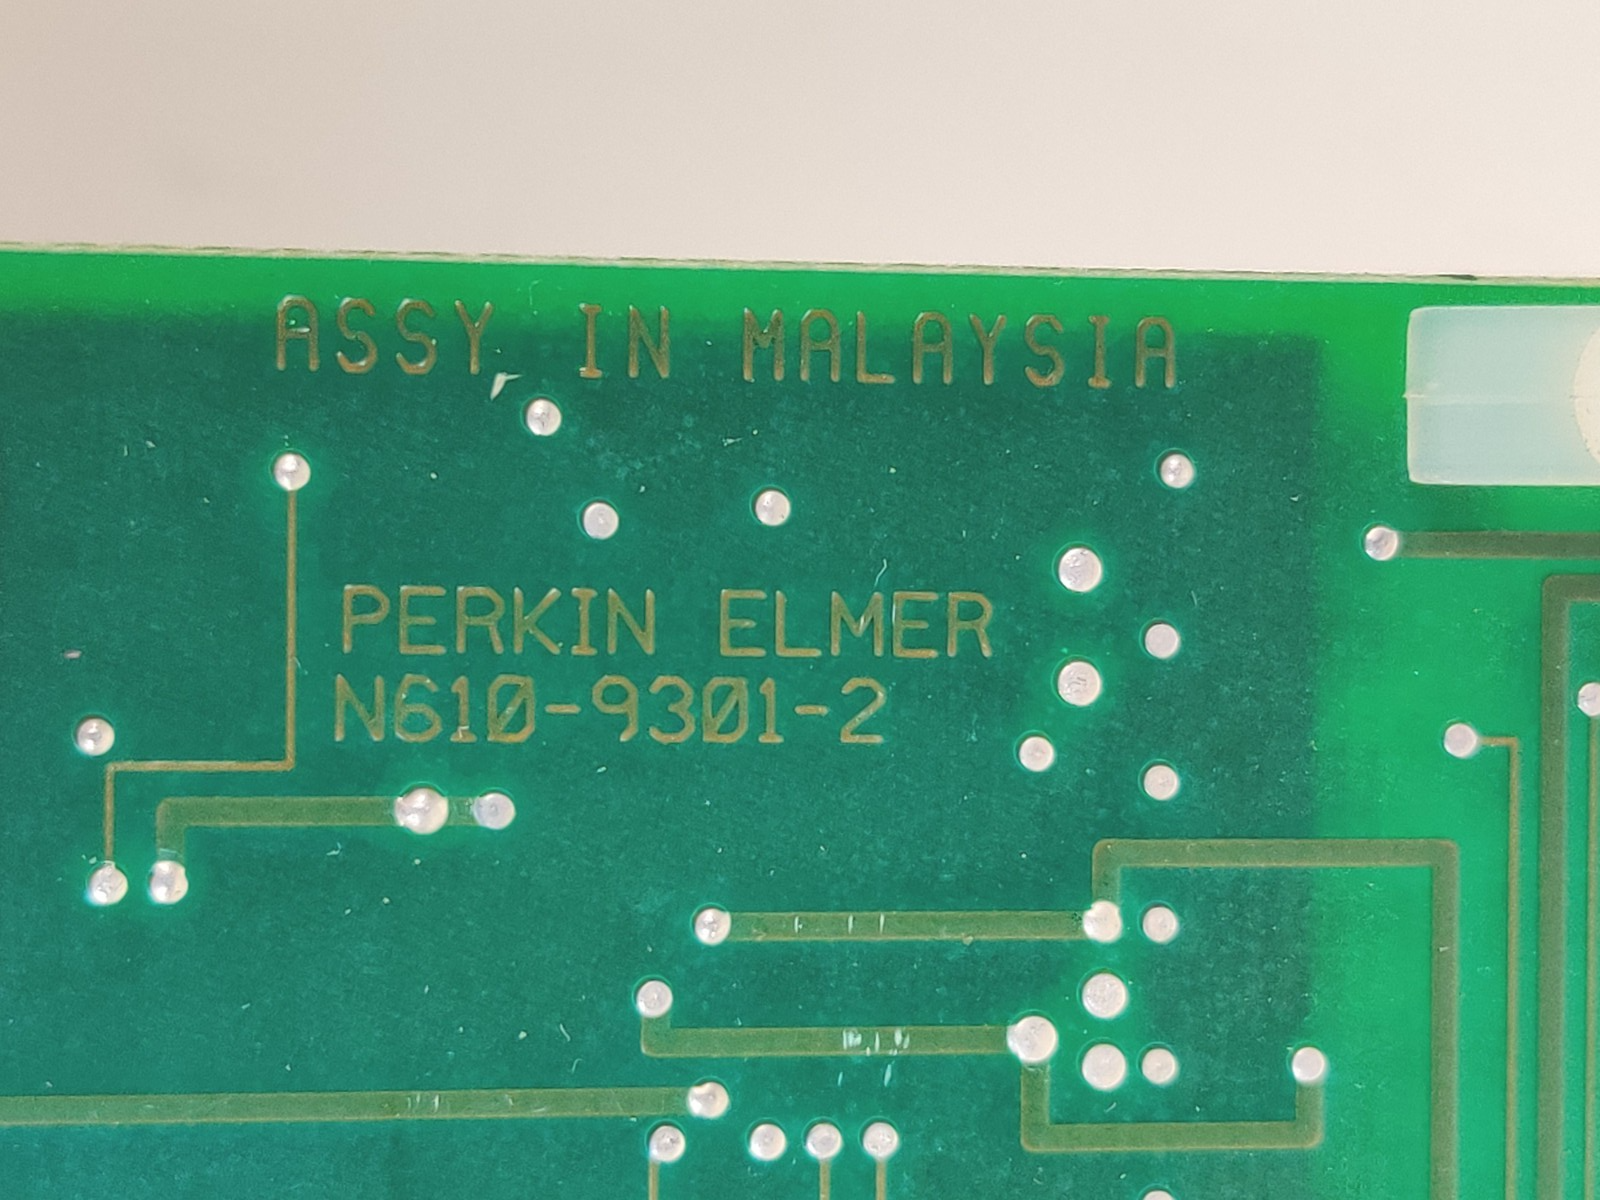 ASSY IN MALAYSIA
PERKIN ELMER
N610-9301-2